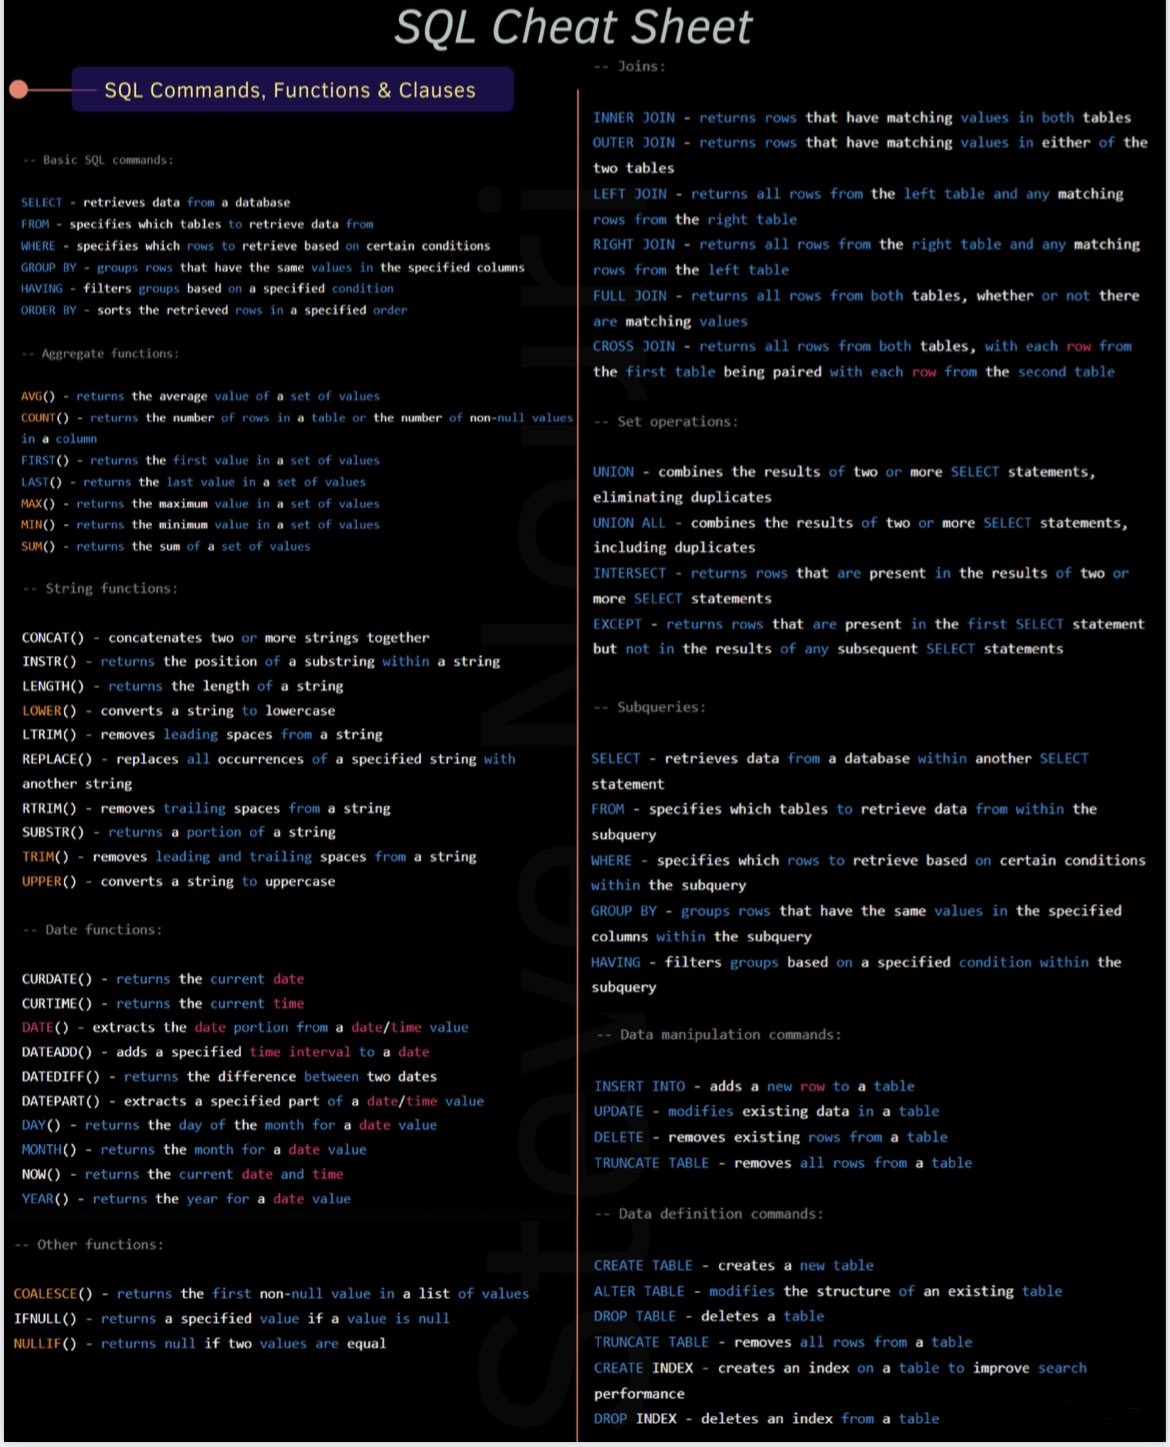 SQL Cheat Sheet
SQL Commands, Functions & Clauses
-- Basic SQL commands:
SELECT - retrieves data from a database
FROM - specifies which tables to retrieve data from
WHERE - specifies which rows to retrieve based on certain conditions
GROUP BY - groups rows that have the same values in the specified columns
HAVING - filters groups based on a specified condition
ORDER BY - sorts the retrieved rows in a specified order
-- Aggregate functions:
AVG() - returns the average value of a set of values
COUNT() - returns the number of rows in a table or the number of non-null values
in a column
FIRST() - returns the first value in a set of values
LAST() - returns the last value in a set of values
MAX() - returns the maximum value in a set of values
MIN() - returns the minimum value in a set of values
SUM() - returns the sum of a set of values
-- String functions:
CONCAT() - concatenates two or more strings together
INSTR() - returns the position of a substring within a string
LENGTH() - returns the length of a string
LOWER() - converts a string to lowercase
LTRIM() - removes leading spaces from a string
REPLACE() - replaces all occurrences of a specified string with
another string
RTRIM() - removes trailing spaces from a string
SUBSTR() - returns a portion of a string
TRIM() - removes leading and trailing spaces from a string
UPPER() - converts a string to uppercase
-- Date functions:
CURDATE() - returns the current date
CURTIME() - returns the current time
DATE() - extracts the date portion from a date/time value
DATEADD() - adds a specified time interval to a date
DATEDIFF() - returns the difference between two dates
DATEPART() - extracts a specified part of a date/time value
DAY() - returns the day of the month for a date value
MONTH() - returns the month for a date value
NOW() - returns the current date and time
YEAR() - returns the year for a date value
-- Other functions:
COALESCE() - returns the first non-null value in a list of values
IFNULL() - returns a specified value if a value is null
NULLIF() - returns null if two values are equal
-- Joins:
INNER JOIN - returns rows that have matching values in both tables
OUTER JOIN - returns rows that have matching values in either of the
two tables
LEFT JOIN - returns all rows from the left table and any matching
rows from the right table
RIGHT JOIN - returns all rows from the right table and any matching
rows from the left table
FULL JOIN - returns all rows from both tables, whether or not there
are matching values
CROSS JOIN - returns all rows from both tables, with each row from
the first table being paired with each row from the second table
-- Set operations:
UNION - combines the results of two or more SELECT statements,
eliminating duplicates
UNION ALL - combines the results of two or more SELECT statements,
including duplicates
INTERSECT - returns rows that are present in the results of two or
more SELECT statements
EXCEPT - returns rows that are present in the first SELECT statement
but not in the results of any subsequent SELECT statements
-- Subqueries:
SELECT - retrieves data from a database within another SELECT
statement
FROM - specifies which tables to retrieve data from within the
subquery
WHERE - specifies which rows to retrieve based on certain conditions
within the subquery
GROUP BY - groups rows that have the same values in the specified
columns within the subquery
HAVING - filters groups based on a specified condition within the
subquery
-- Data manipulation commands:
INSERT INTO - adds a new row to a table
UPDATE - modifies existing data in a table
DELETE - removes existing rows from a table
TRUNCATE TABLE - removes all rows from a table
-- Data definition commands:
CREATE TABLE - creates a new table
ALTER TABLE - modifies the structure of an existing table
DROP TABLE - deletes a table
TRUNCATE TABLE - removes all rows from a table
CREATE INDEX - creates an index on a table to improve search
performance
DROP INDEX - deletes an index from a table
Steve Nouri